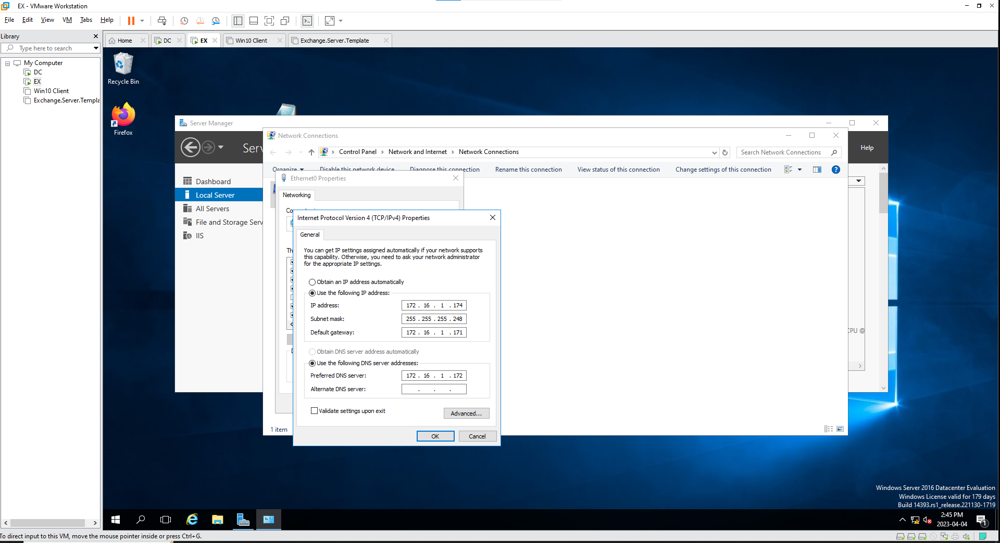 EX - VMware Workstation
File Edit View VM Tabs Help
Library
Type here to search
My Computer
DC
EX
Win10 Client
Exchange.Server.Templa
Home DC EX Win10 Client Exchange.Server.Template
Recycle Bin
Firefox
Server Manager
Serv
Help
Dashboard
Local Server
All Servers
File and Storage Serv
IIS
CPU @
Network Connections
Control Panel > Network and Internet > Network Connections
Search Network Connections
Organize Disable this network device Diagnose this connection Rename this connection View status of this connection Change settings of this connection
1 item
Ethernet0 Properties
Networking
Co
Th
Internet Protocol Version 4 (TCP/IPv4) Properties
General
You can get IP settings assigned automatically if your network supports
this capability. Otherwise, you need to ask your network administrator
for the appropriate IP settings.
Obtain an IP address automatically
Use the following IP address:
IP address: 172 . 16 . 1 . 174
Subnet mask: 255 . 255 . 255 . 248
Default gateway: 172 . 16 . 1 . 171
Obtain DNS server address automatically
Use the following DNS server addresses:
Preferred DNS server: 172 . 16 . 1 . 172
Alternate DNS server: . . .
Validate settings upon exit
Advanced...
OK Cancel
Windows Server 2016 Datacenter Evaluation
Windows License valid for 179 days
Build 14393.rs1_release.221130-1719
2:45 PM
2023-04-04
1
To direct input to this VM, move the mouse pointer inside or press Ctrl+G.